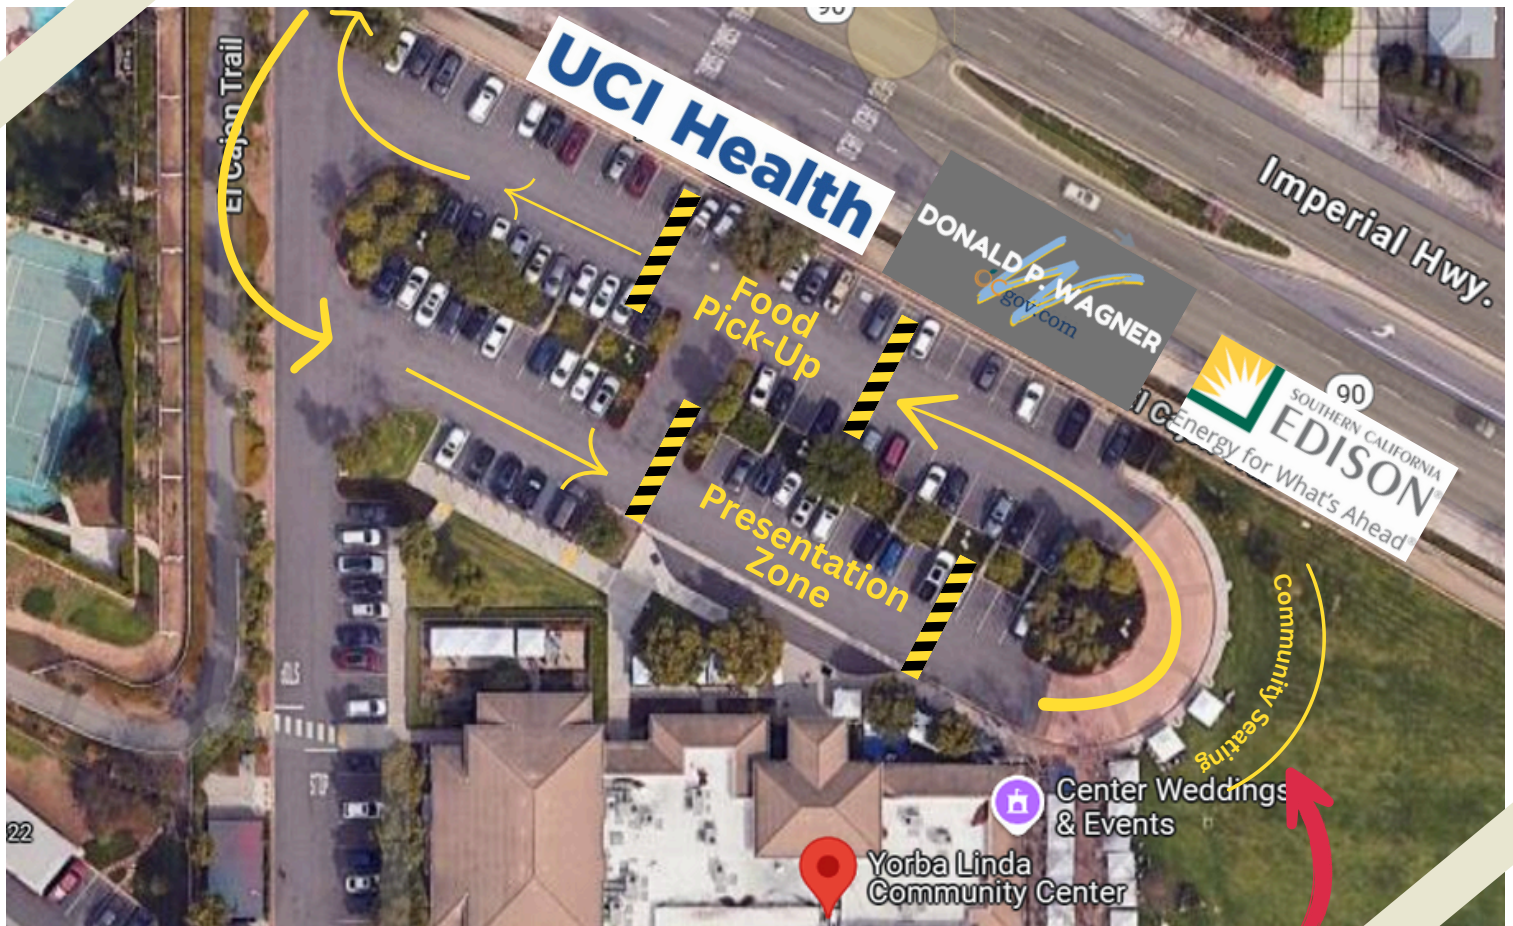 90
El Cajon Trail
UCI Health
Imperial Hwy.
DONALD P. WAGNER
OCgov.com
90
SOUTHERN CALIFORNIA
EDISON®
Energy for What's Ahead®
Food
Pick-Up
Presentation
Zone
Community Seating
STOP
22
Center Weddings
& Events
Yorba Linda
Community Center